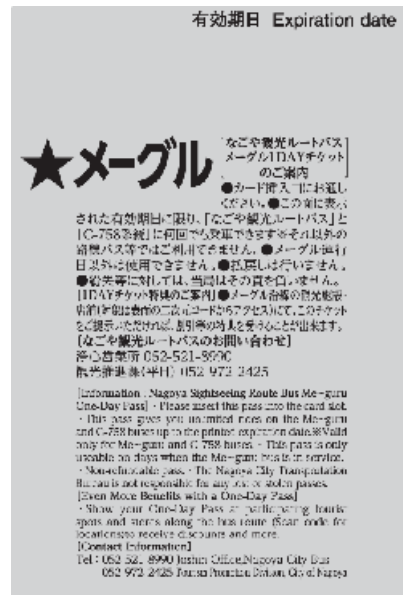 有効期日 Expiration date
★メーグル
なごや観光ルートバス
メーグル1DAYチケット
のご案内
●カード挿入口にお通し
ください。●この面に表示
された有効期日に限り、「なごや観光ルートバス」と
「C-758系統」に何回でも乗車できます※それ以外の
路線バス等ではご利用できません。●メーグル運行
日以外は使用できません。●払戻しは行いません。
●紛失等に対しては、当局はその責を負いません。
【1DAYチケット特典のご案内】●メーグル沿線の観光施設・
店舗(詳細は表面の二次元コードからアクセス)にて、このチケット
をご提示いただければ、割引等の特典を受けることが出来ます。
【なごや観光ルートバスのお問い合わせ】
浄心営業所 052-521-8990
観光推進課(平日) 052-972-2425
[Information : Nagoya Sightseeing Route Bus Me~guru
One-Day Pass] ・Please insert this pass into the card slot.
・This pass gives you unlimited rides on the Me~guru
and C-758 buses up to the printed expiration date.※Valid
only for Me~guru and C-758 buses. ・This pass is only
useable on days when the Me~guru bus is in service.
・Non-refundable pass. ・The Nagoya City Transportation
Bureau is not responsible for any lost or stolen passes.
[Even More Benefits with a One-Day Pass]
・Show your One-Day Pass at participating tourist
spots and stores along the bus route (Scan code for
locations)to receive discounts and more.
[Contact Information]
Tel : 052-521-8990 Joshin Office,Nagoya City Bus
052-972-2425 Tourism Promotion Division, City of Nagoya